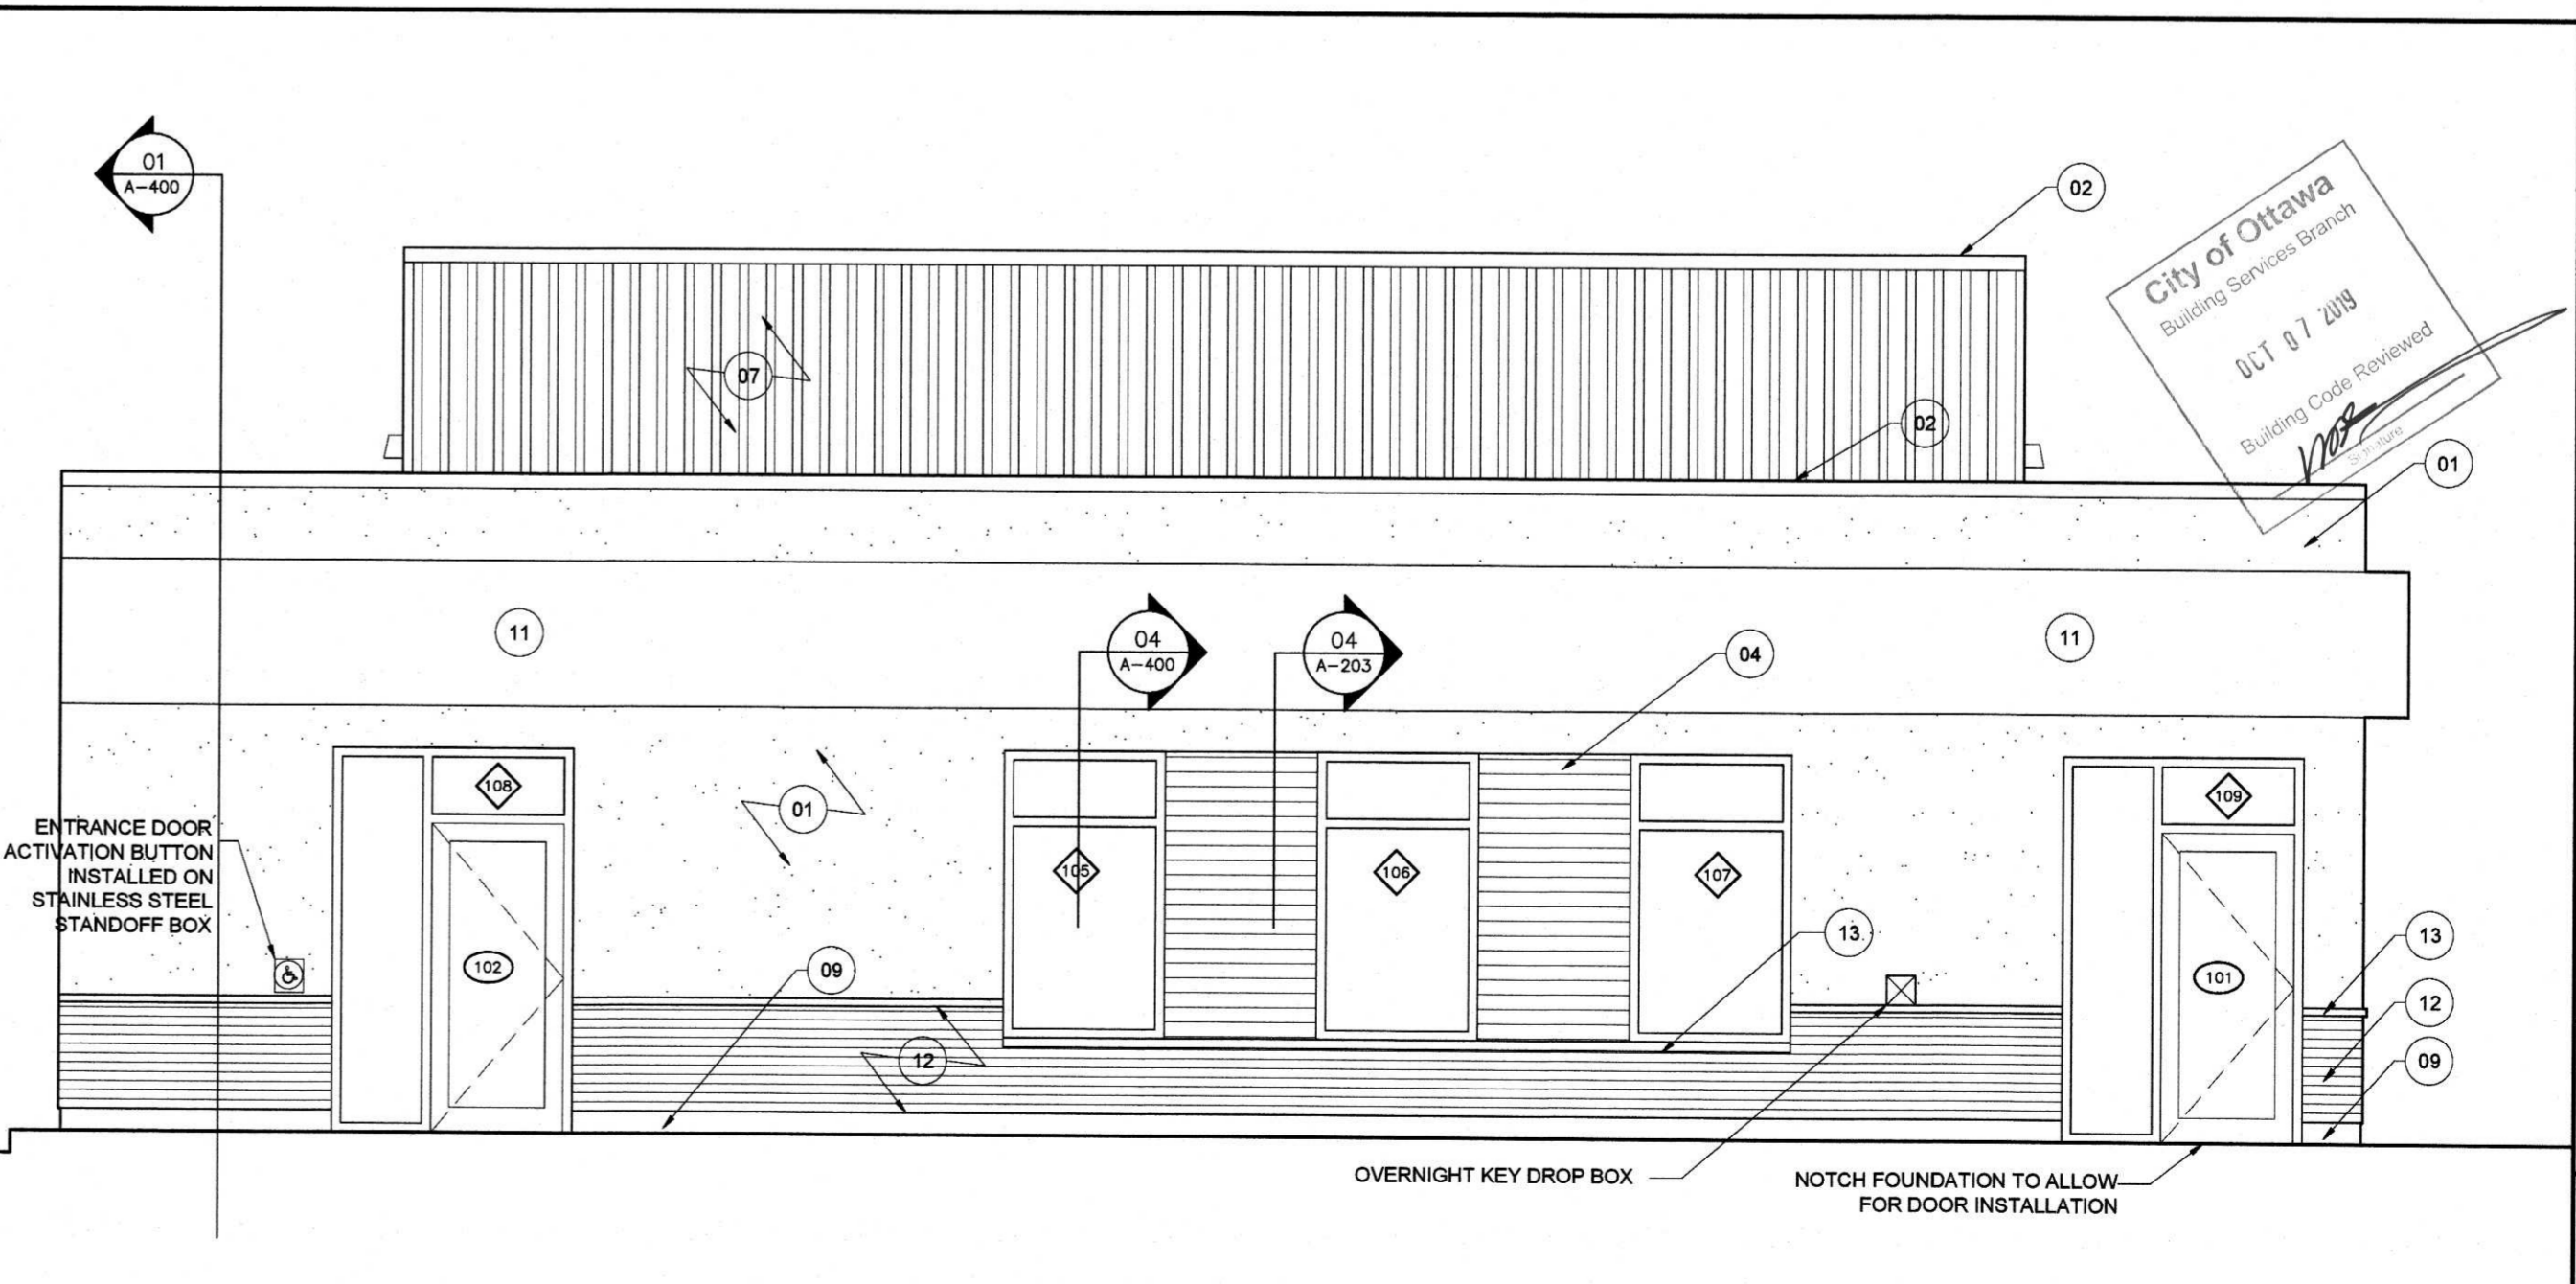 01
A-400
02
City of Ottawa
Building Services Branch
OCT 07 2019
Building Code Reviewed
Signature
07
02
01
11
04
A-400
04
A-203
04
11
108
109
01
ENTRANCE DOOR
ACTIVATION BUTTON
INSTALLED ON
STAINLESS STEEL
STANDOFF BOX
105
106
107
102
09
13
101
13
12
12
09
OVERNIGHT KEY DROP BOX
NOTCH FOUNDATION TO ALLOW
FOR DOOR INSTALLATION